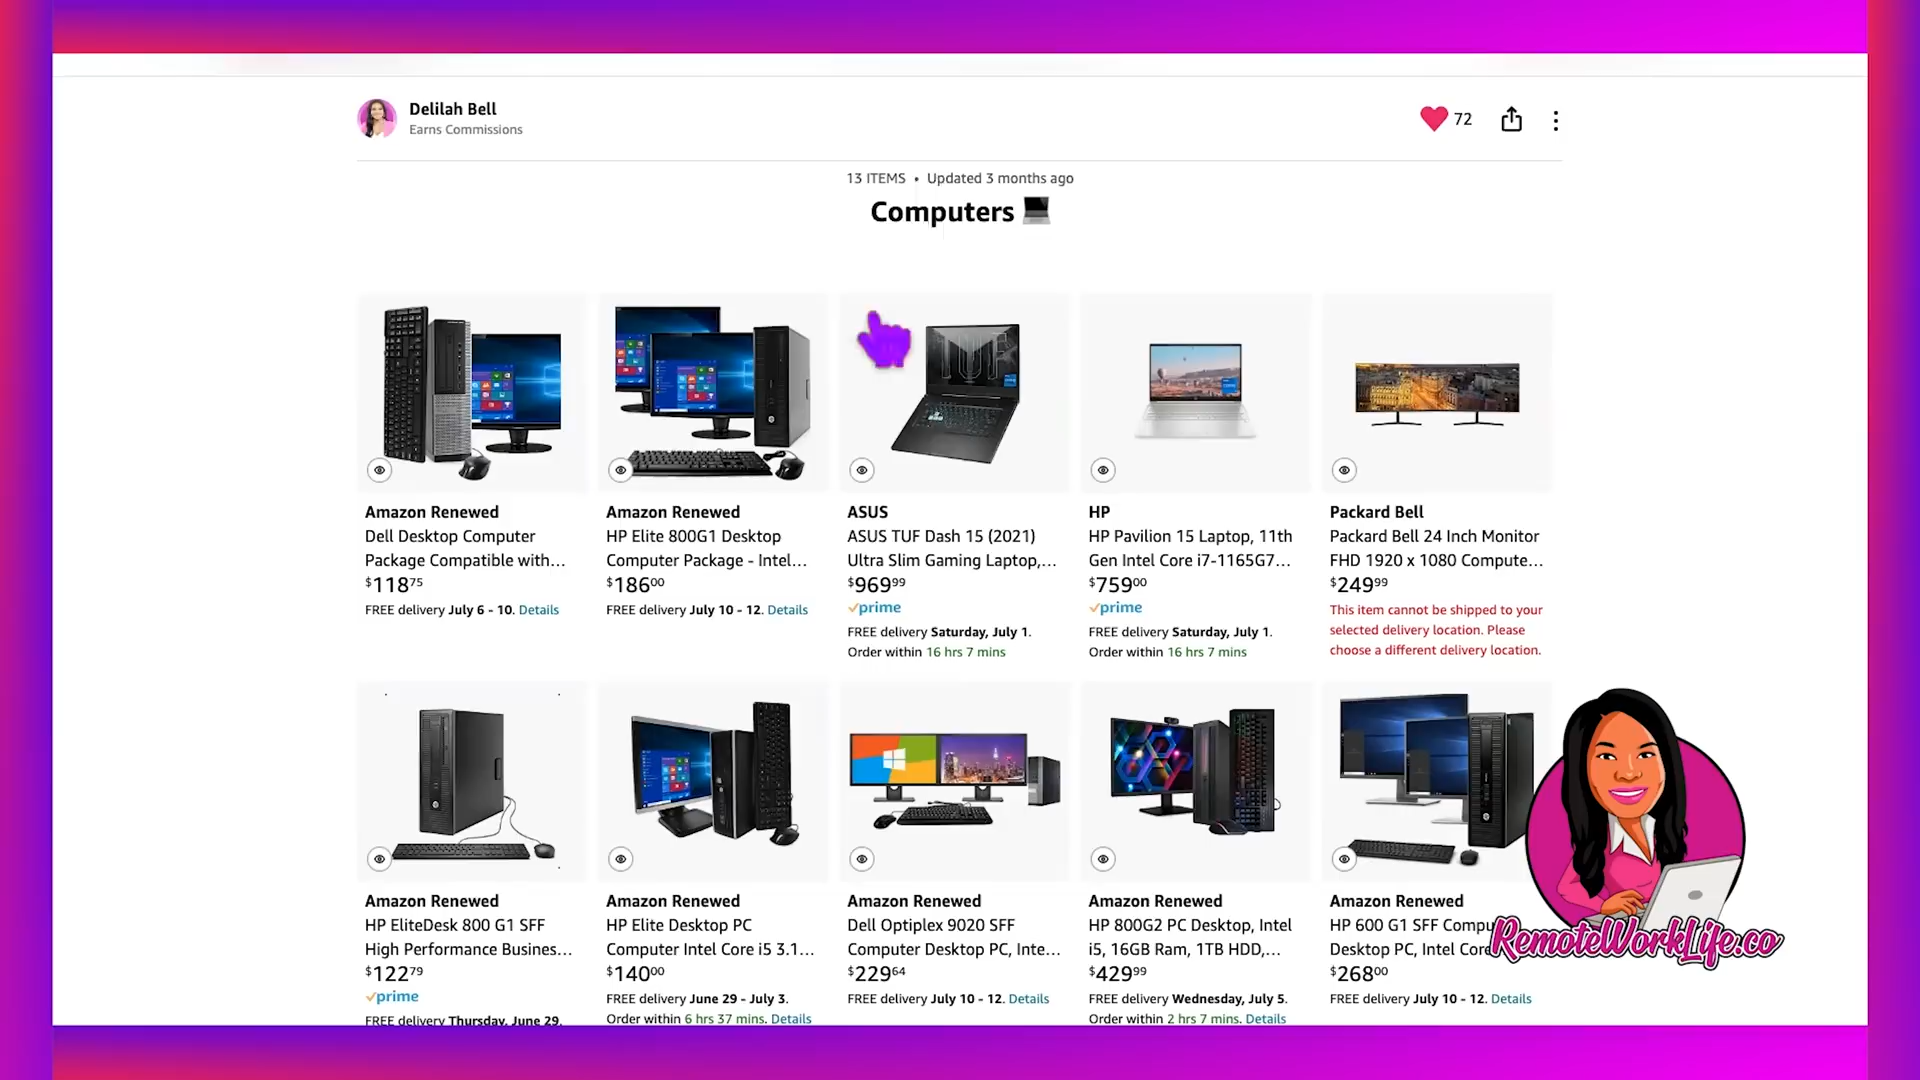 Delilah Bell
Earns Commissions
72
13 ITEMS • Updated 3 months ago
Computers
Amazon Renewed
Dell Desktop Computer
Package Compatible with...
$11875
FREE delivery July 6 - 10. Details
Amazon Renewed
HP Elite 800G1 Desktop
Computer Package - Intel...
$18600
FREE delivery July 10 - 12. Details
ASUS
ASUS TUF Dash 15 (2021)
Ultra Slim Gaming Laptop,...
$96999
prime
FREE delivery Saturday, July 1.
Order within 16 hrs 7 mins
HP
HP Pavilion 15 Laptop, 11th
Gen Intel Core i7-1165G7...
$75900
prime
FREE delivery Saturday, July 1.
Order within 16 hrs 7 mins
Packard Bell
Packard Bell 24 Inch Monitor
FHD 1920 x 1080 Compute...
$24999
This item cannot be shipped to your
selected delivery location. Please
choose a different delivery location.
Amazon Renewed
HP EliteDesk 800 G1 SFF
High Performance Busines...
$12279
prime
FREE delivery Thursday, June 29.
Amazon Renewed
HP Elite Desktop PC
Computer Intel Core i5 3.1...
$14000
FREE delivery June 29 - July 3.
Order within 6 hrs 37 mins. Details
Amazon Renewed
Dell Optiplex 9020 SFF
Computer Desktop PC, Inte...
$22964
FREE delivery July 10 - 12. Details
Amazon Renewed
HP 800G2 PC Desktop, Intel
i5, 16GB Ram, 1TB HDD,...
$42999
FREE delivery Wednesday, July 5.
Order within 2 hrs 7 mins. Details
Amazon Renewed
HP 600 G1 SFF Compu
Desktop PC, Intel Core
$26800
FREE delivery July 10 - 12. Details
RemoteWorkLife.co